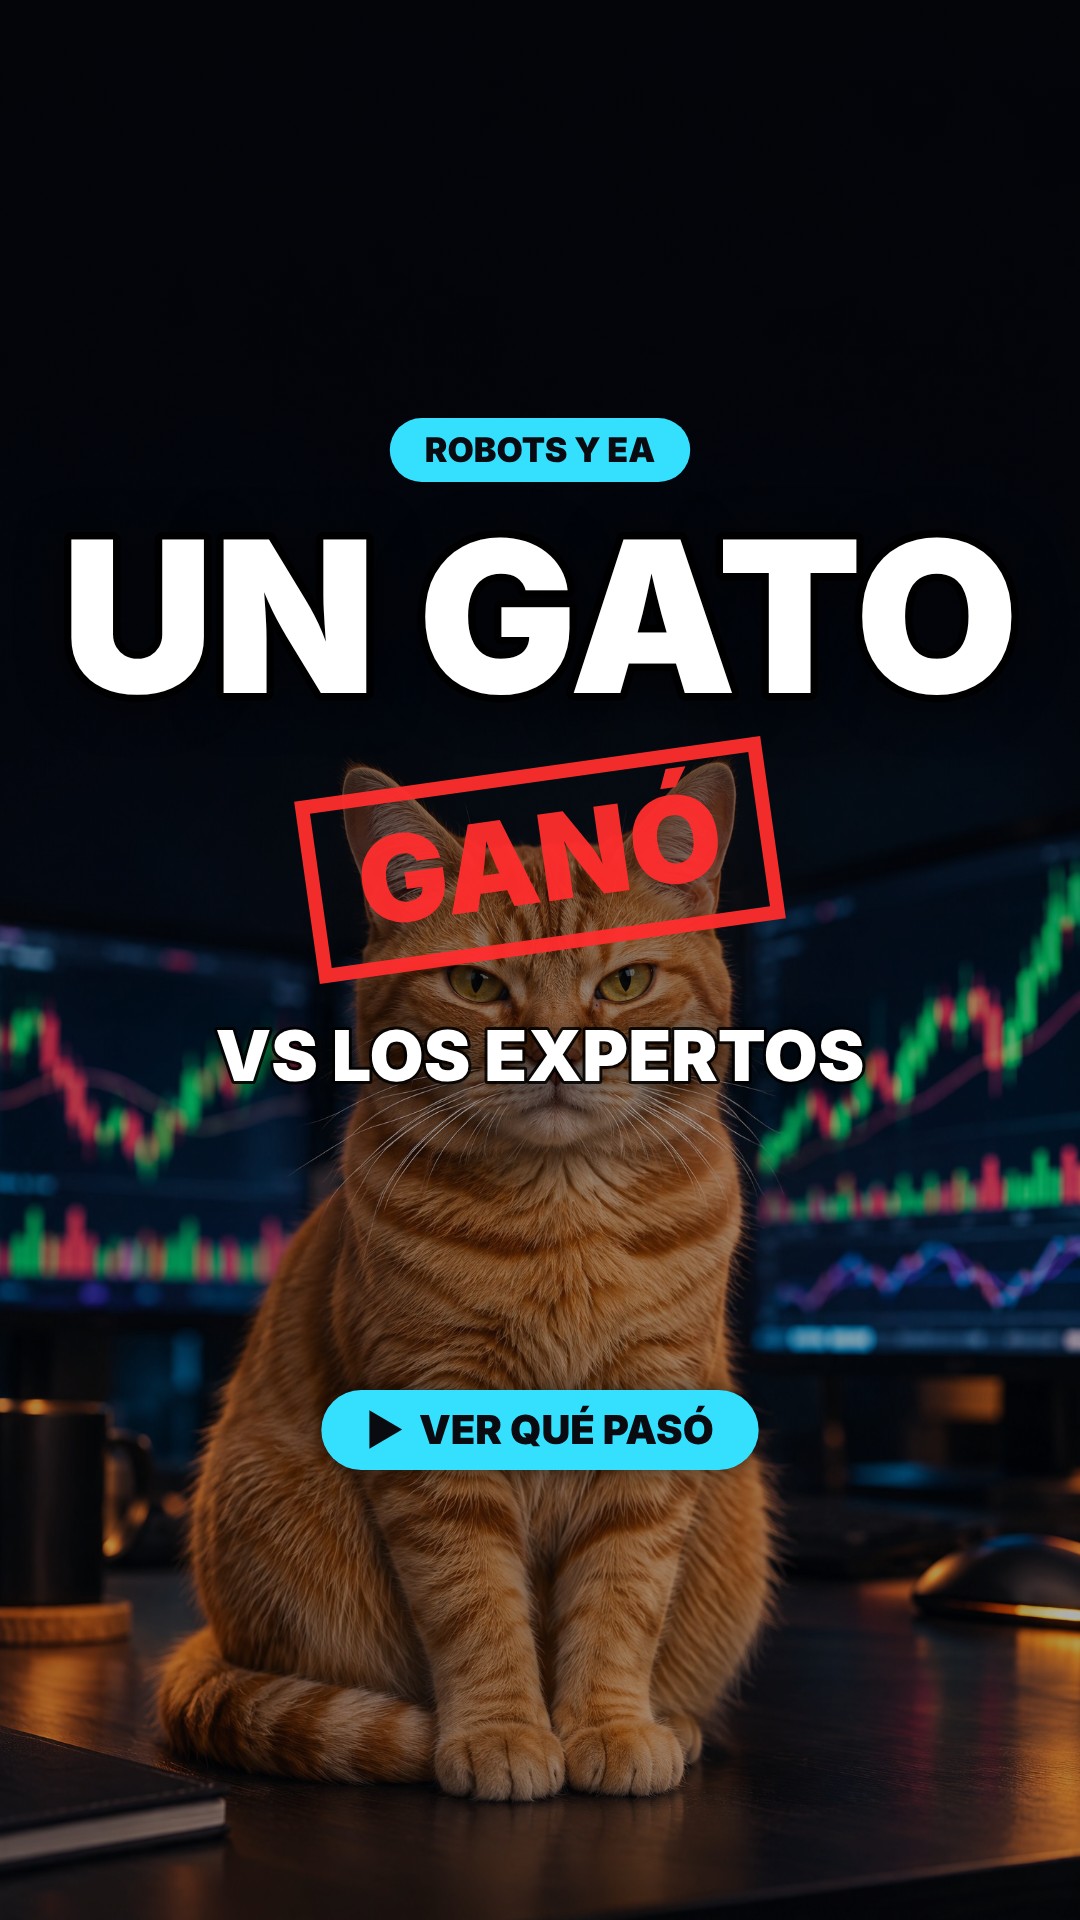 ROBOTS Y EA
UN GATO
GANÓ
VS LOS EXPERTOS
VER QUÉ PASÓ